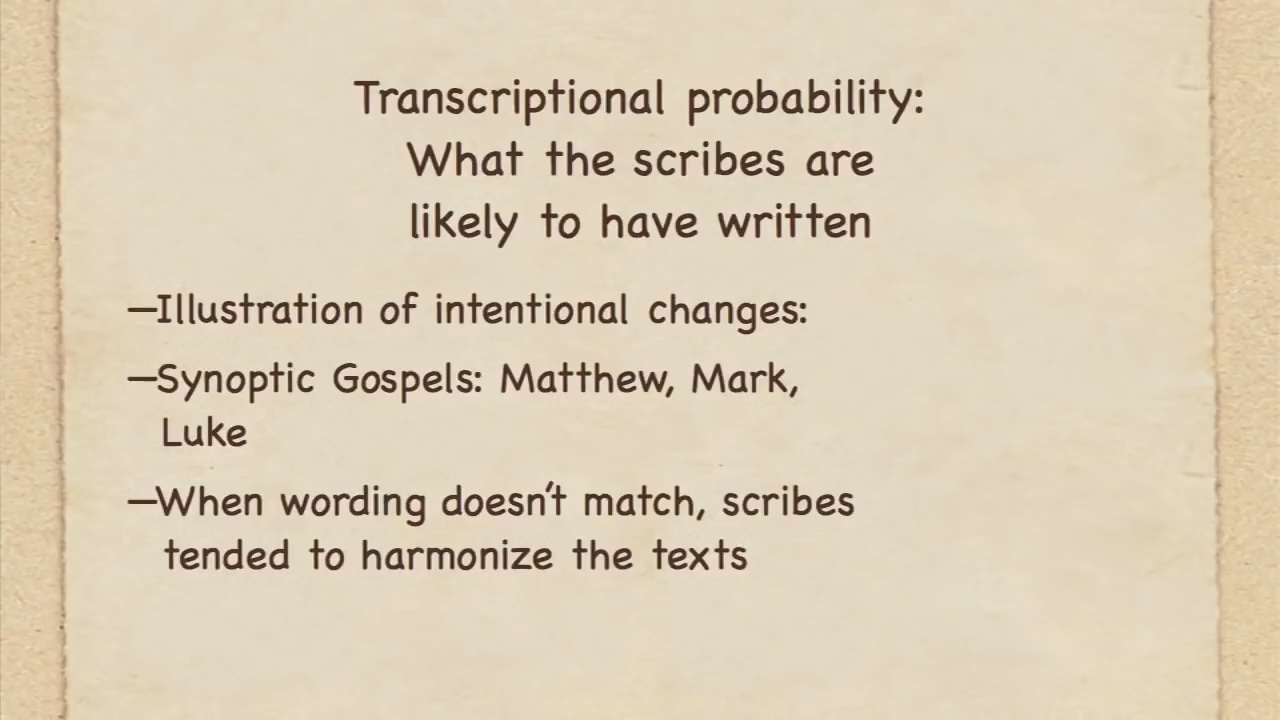 Transcriptional probability:
What the scribes are
likely to have written
—Illustration of intentional changes:
—Synoptic Gospels: Matthew, Mark,
Luke
—When wording doesn't match, scribes
tended to harmonize the texts